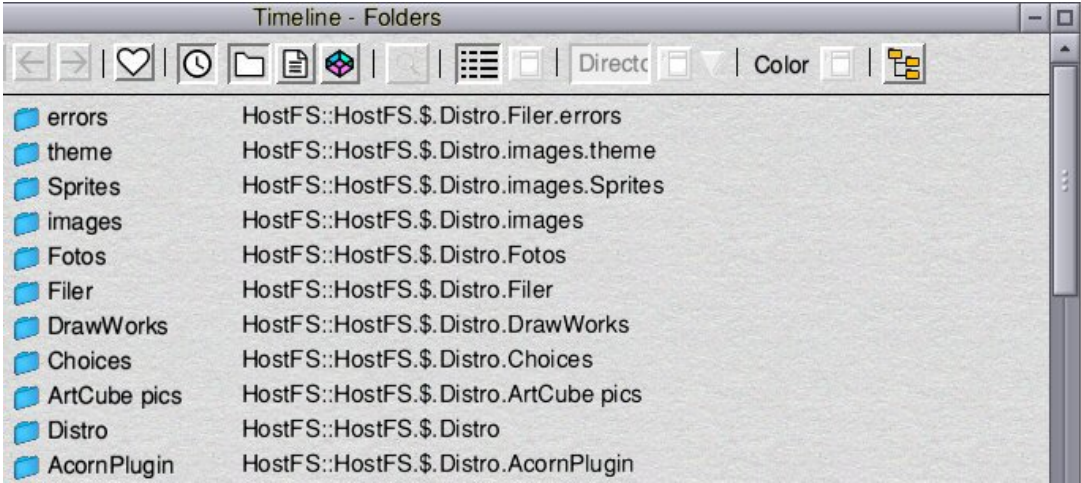 Timeline - Folders
Directo Color
errors HostFS::HostFS.$.Distro.Filer.errors
theme HostFS::HostFS.$.Distro.images.theme
Sprites HostFS::HostFS.$.Distro.images.Sprites
images HostFS::HostFS.$.Distro.images
Fotos HostFS::HostFS.$.Distro.Fotos
Filer HostFS::HostFS.$.Distro.Filer
DrawWorks HostFS::HostFS.$.Distro.DrawWorks
Choices HostFS::HostFS.$.Distro.Choices
ArtCube pics HostFS::HostFS.$.Distro.ArtCube pics
Distro HostFS::HostFS.$.Distro
AcornPlugin HostFS::HostFS.$.Distro.AcornPlugin